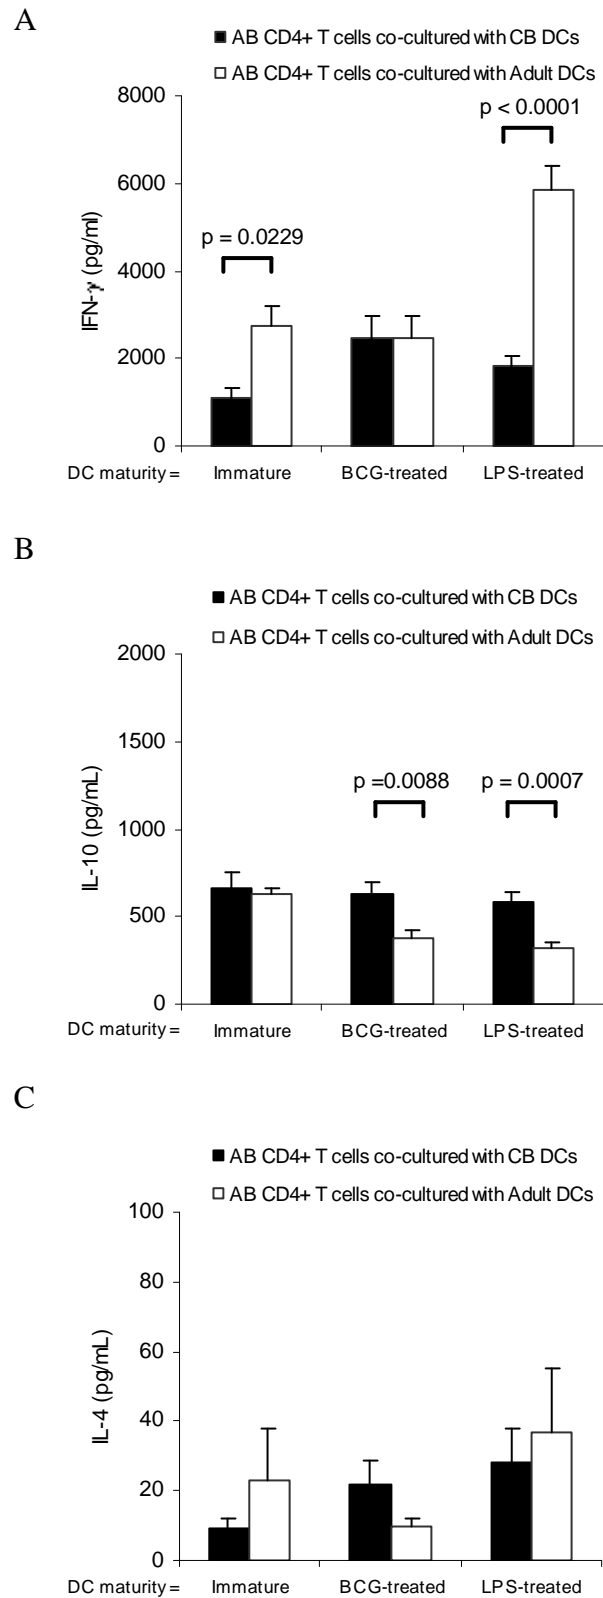 A
■ AB CD4+ T cells co-cultured with CB DCs
□ AB CD4+ T cells co-cultured with Adult DCs
8000
p < 0.0001
6000
p = 0.0229
4000
2000
0
IFN-γ (pg/ml)
DC maturity = Immature BCG-treated LPS-treated
B
■ AB CD4+ T cells co-cultured with CB DCs
□ AB CD4+ T cells co-cultured with Adult DCs
2000
1500
p =0.0088 p = 0.0007
1000
500
0
IL-10 (pg/mL)
DC maturity = Immature BCG-treated LPS-treated
C
■ AB CD4+ T cells co-cultured with CB DCs
□ AB CD4+ T cells co-cultured with Adult DCs
100
80
60
40
20
0
IL-4 (pg/mL)
DC maturity = Immature BCG-treated LPS-treated